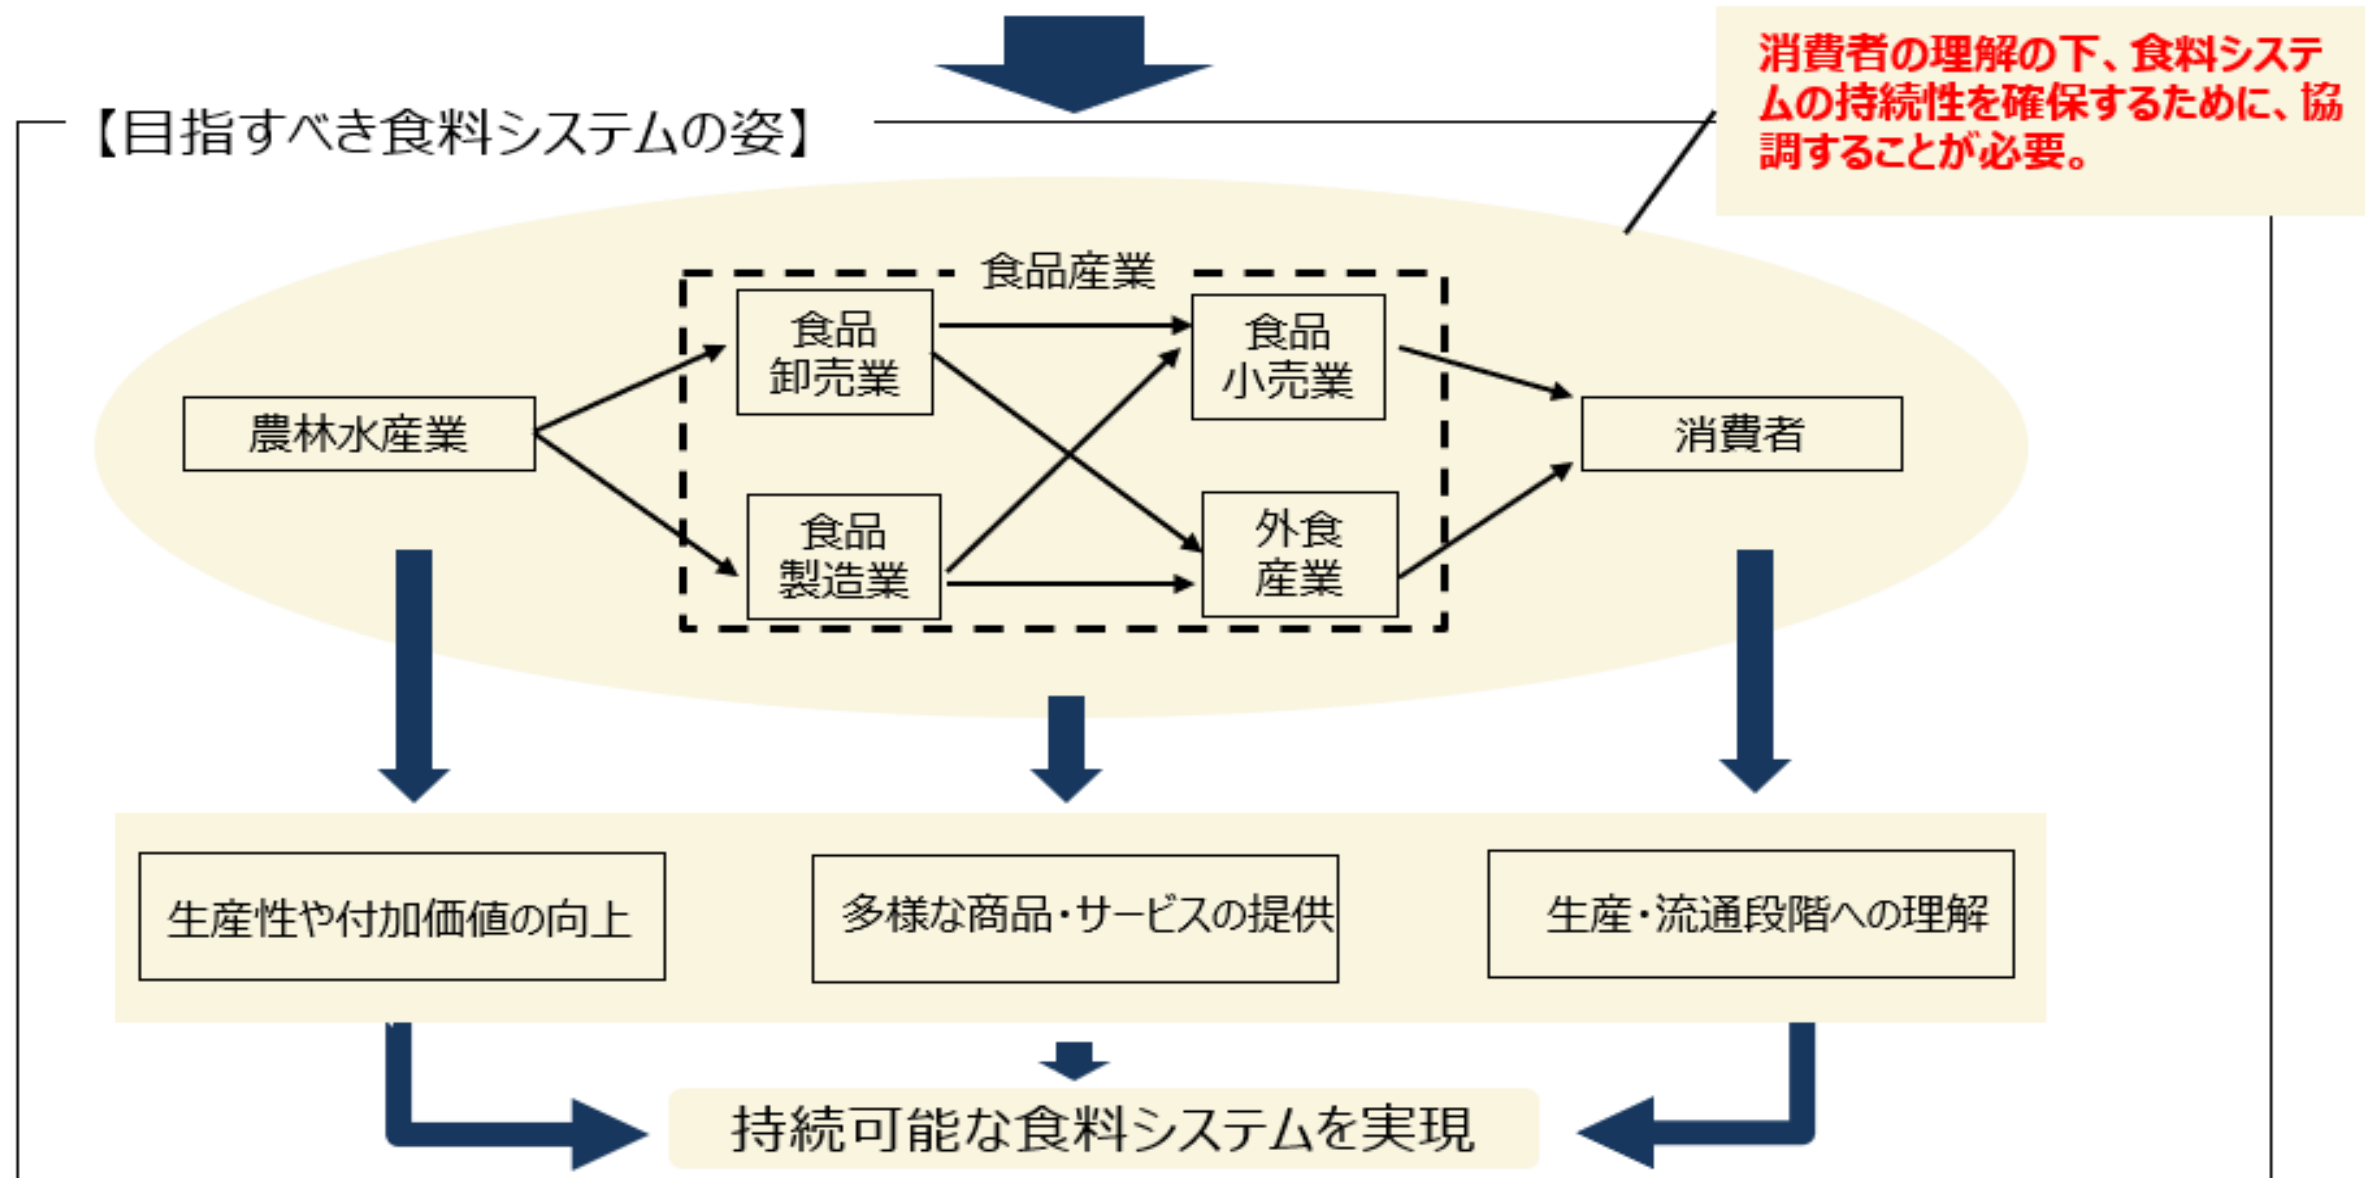 消費者の理解の下、食料システ
ムの持続性を確保するために、協
調することが必要。
【目指すべき食料システムの姿】
食品産業
食品
卸売業
食品
小売業
農林水産業
消費者
食品
製造業
外食
産業
生産性や付加価値の向上
多様な商品・サービスの提供
生産・流通段階への理解
持続可能な食料システムを実現